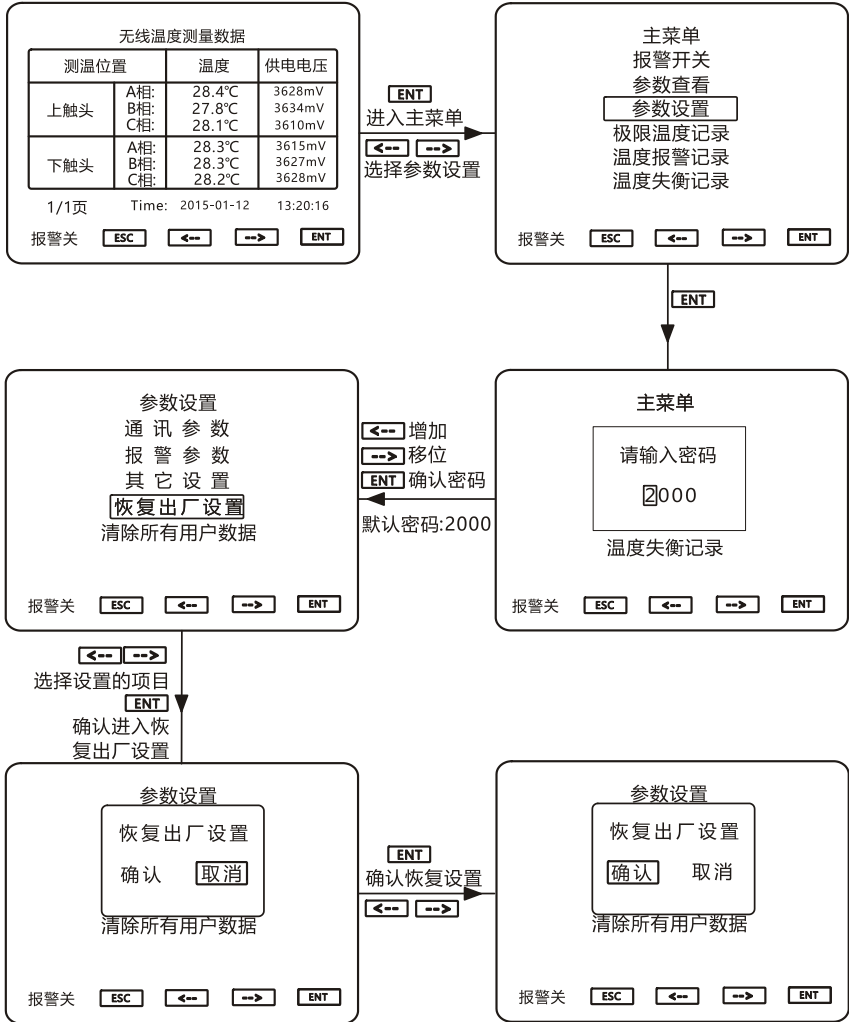 无线温度测量数据
测温位置 温度 供电电压
上触头 A相: 28.4℃ 3628mV
B相: 27.8℃ 3634mV
C相: 28.1℃ 3610mV
下触头 A相: 28.3℃ 3615mV
B相: 28.3℃ 3627mV
C相: 28.2℃ 3628mV
1/1页 Time: 2015-01-12 13:20:16
报警关 ESC <-- --> ENT
ENT
进入主菜单
<-- -->
选择参数设置
主菜单
报警开关
参数查看
参数设置
极限温度记录
温度报警记录
温度失衡记录
报警关 ESC <-- --> ENT
ENT
主菜单
请输入密码
2000
温度失衡记录
报警关 ESC <-- --> ENT
<-- 增加
--> 移位
ENT 确认密码
默认密码:2000
参数设置
通讯参数
报警参数
其它设置
恢复出厂设置
清除所有用户数据
报警关 ESC <-- --> ENT
<-- -->
选择设置的项目
ENT
确认进入恢
复出厂设置
参数设置
恢复出厂设置
确认 取消
清除所有用户数据
报警关 ESC <-- --> ENT
ENT
确认恢复设置
<-- -->
参数设置
恢复出厂设置
确认 取消
清除所有用户数据
报警关 ESC <-- --> ENT